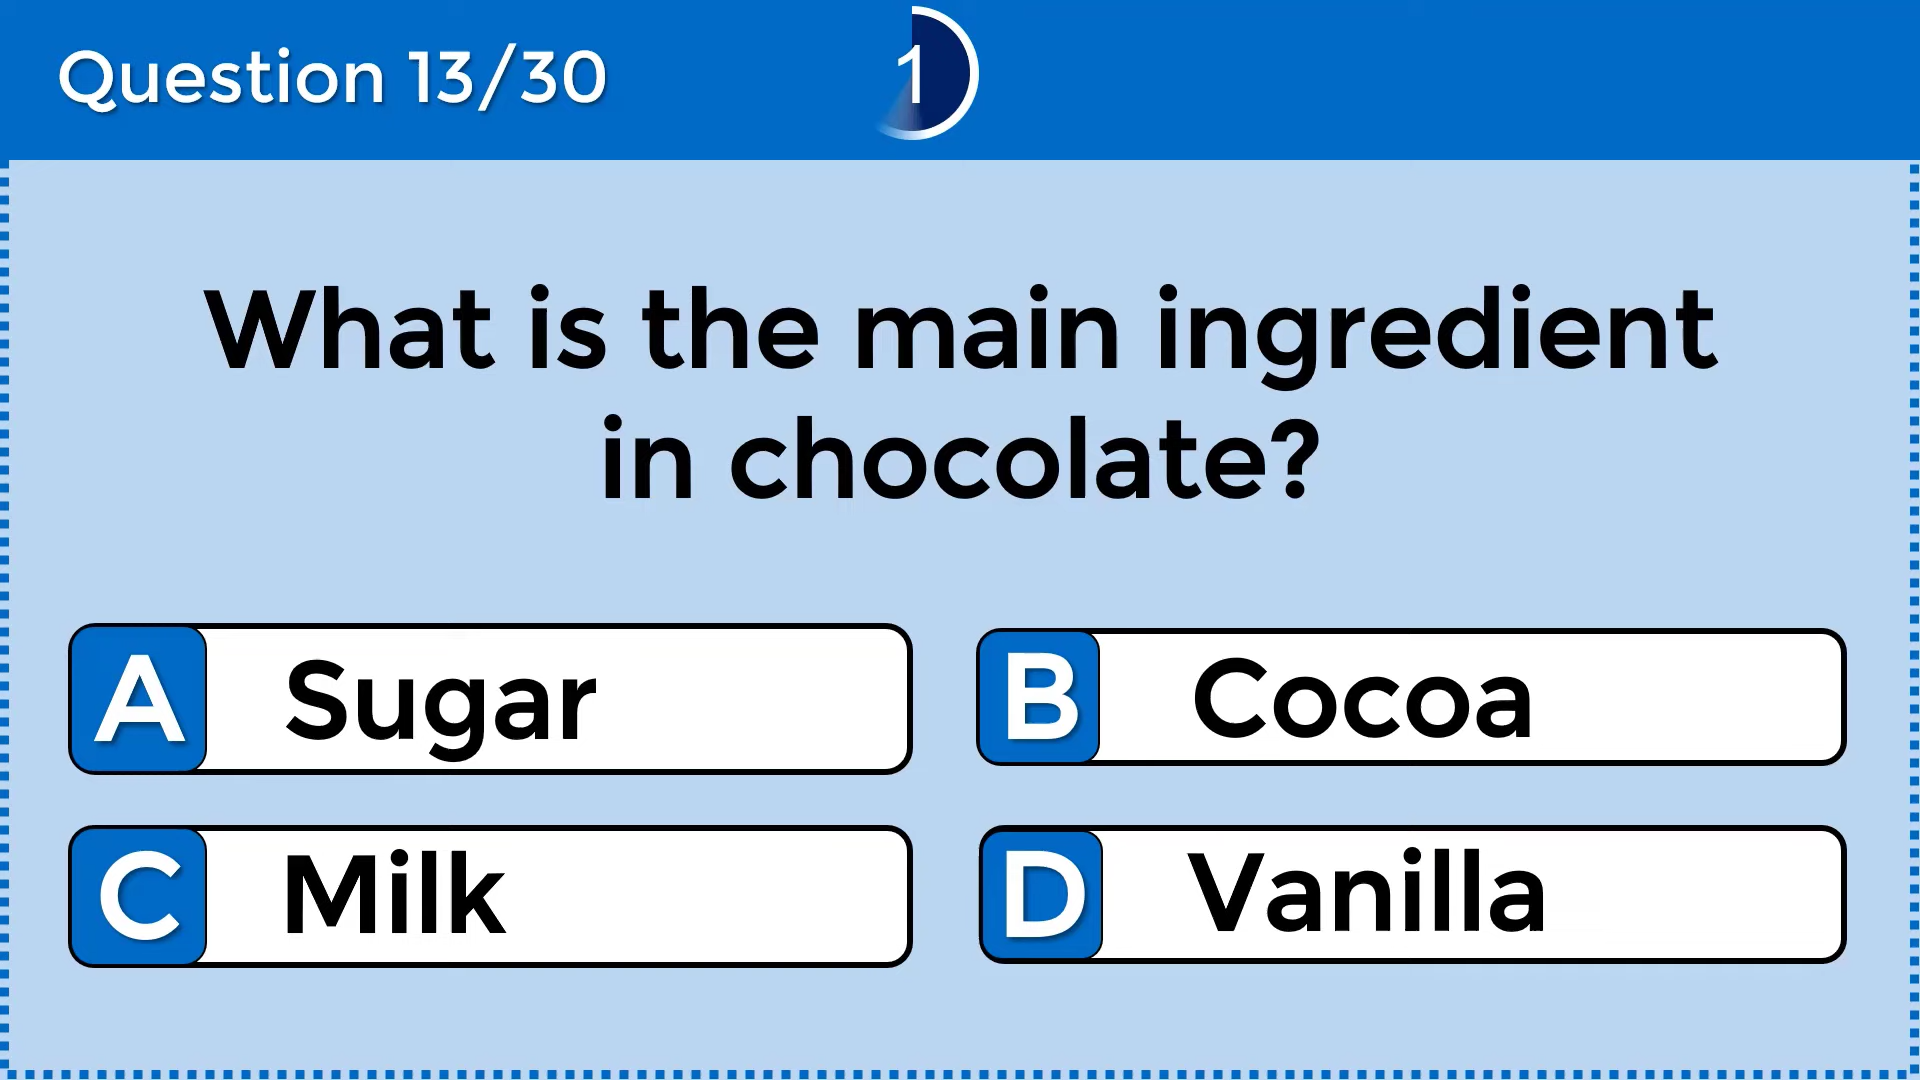 Question 13/30
1
What is the main ingredient
in chocolate?
A Sugar
B Cocoa
C Milk
D Vanilla